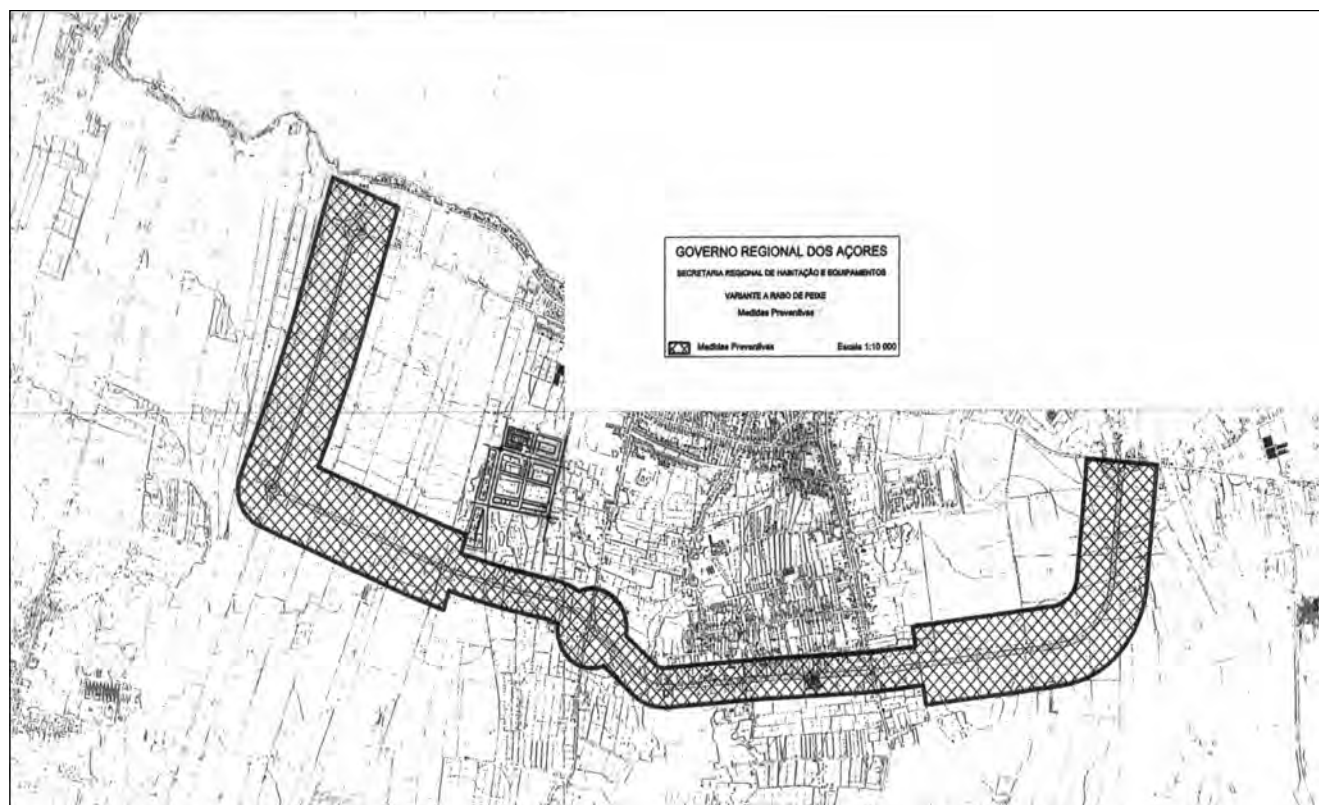 GOVERNO REGIONAL DOS AÇORES
SECRETARIA REGIONAL DE HABITAÇÃO E EQUIPAMENTOS
VARIANTE A RABO DE PEIXE
Medidas Preventivas
Medidas Preventivas Escala 1:10 000